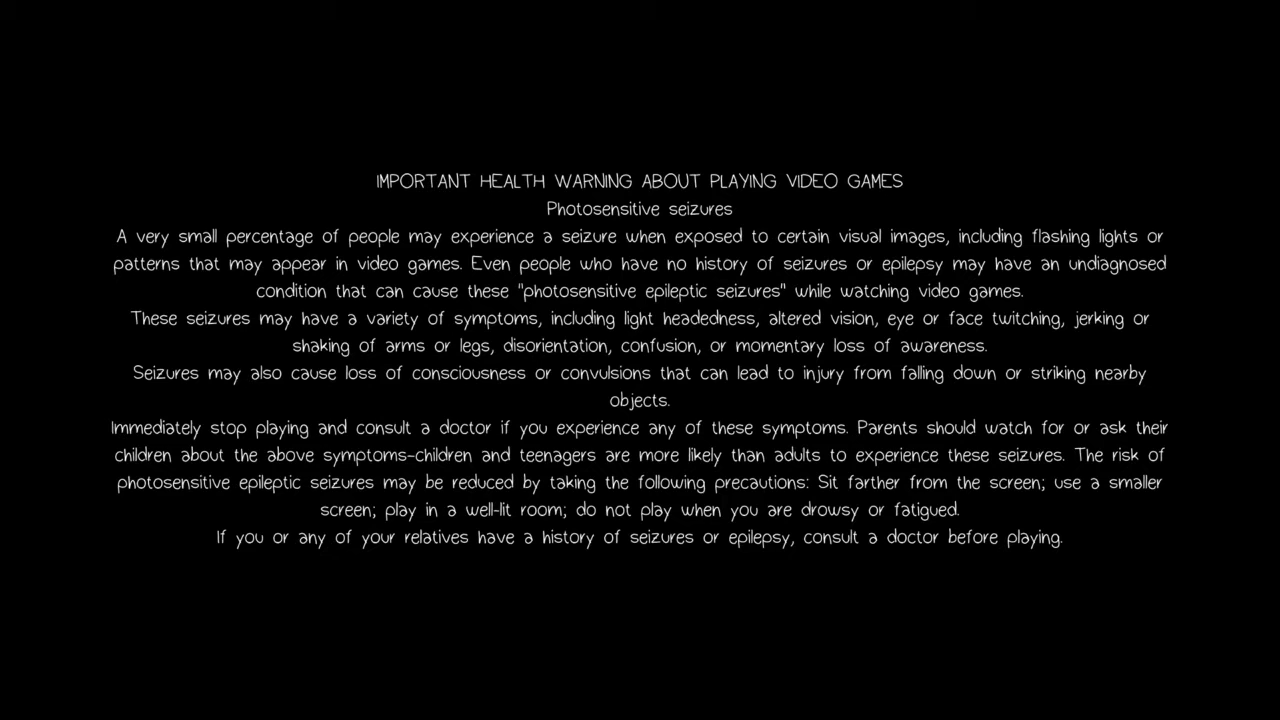 IMPORTANT HEALTH WARNING ABOUT PLAYING VIDEO GAMES
Photosensitive seizures
A very small percentage of people may experience a seizure when exposed to certain visual images, including flashing lights or
patterns that may appear in video games. Even people who have no history of seizures or epilepsy may have an undiagnosed
condition that can cause these "photosensitive epileptic seizures" while watching video games.
These seizures may have a variety of symptoms, including light headedness, altered vision, eye or face twitching, jerking or
shaking of arms or legs, disorientation, confusion, or momentary loss of awareness.
Seizures may also cause loss of consciousness or convulsions that can lead to injury from falling down or striking nearby
objects.
Immediately stop playing and consult a doctor if you experience any of these symptoms. Parents should watch for or ask their
children about the above symptoms-children and teenagers are more likely than adults to experience these seizures. The risk of
photosensitive epileptic seizures may be reduced by taking the following precautions: Sit farther from the screen; use a smaller
screen; play in a well-lit room; do not play when you are drowsy or fatigued.
If you or any of your relatives have a history of seizures or epilepsy, consult a doctor before playing.